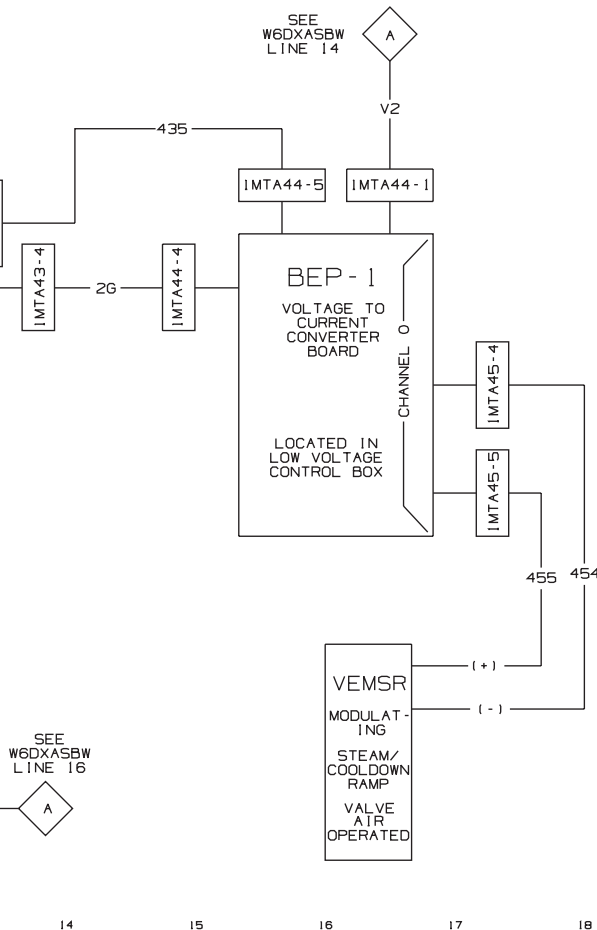 SEE
W6DXASBW
LINE 14
A
V2
435
1MTA44-5
1MTA44-1
1MTA43-4
2G
1MTA44-4
BEP-1
VOLTAGE TO
CURRENT
CONVERTER
BOARD
CHANNEL 0
LOCATED IN
LOW VOLTAGE
CONTROL BOX
1MTA45-4
1MTA45-5
455
454
(+)
(-)
VEMSR
MODULAT-
ING
STEAM/
COOLDOWN
RAMP
VALVE
AIR
OPERATED
SEE
W6DXASBW
LINE 16
A
14
15
16
17
18